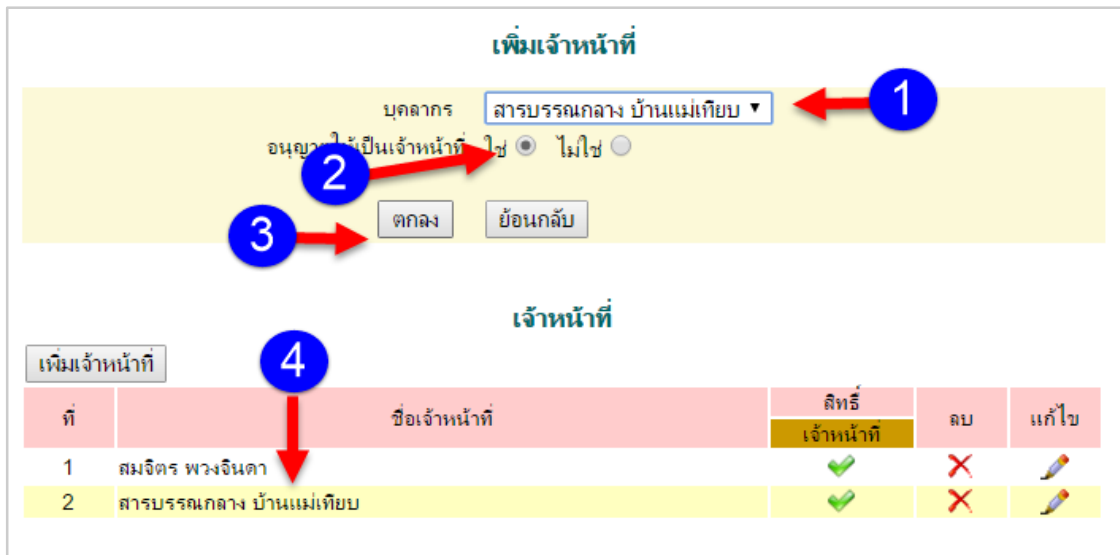 เพิ่มเจ้าหน้าที่
บุคลากร สารบรรณกลาง บ้านแม่เทียบ 1
อนุญาตให้เป็นเจ้าหน้าที่ ใช่ ไม่ใช่
2
3 ตกลง ย้อนกลับ
เจ้าหน้าที่
เพิ่มเจ้าหน้าที่ 4
ที่ ชื่อเจ้าหน้าที่ สิทธิ์ ลบ แก้ไข
เจ้าหน้าที่
1 สมจิตร พวงจินดา
2 สารบรรณกลาง บ้านแม่เทียบ